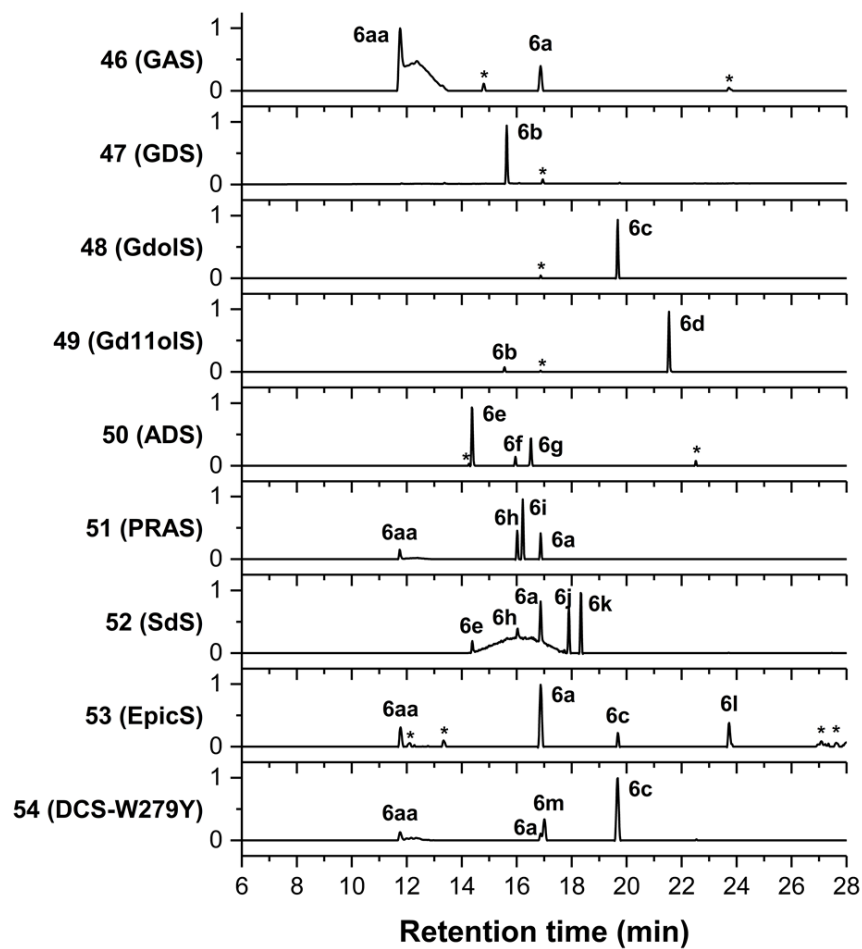 46 (GAS) 1 0 6aa * 6a *
47 (GDS) 1 0 6b *
48 (GdolS) 1 0 * 6c
49 (Gd11olS) 1 0 6b * 6d
50 (ADS) 1 0 * 6e 6f 6g *
51 (PRAS) 1 0 6aa 6h 6i 6a
52 (SdS) 1 0 6e 6h 6a 6j 6k
53 (EpicS) 1 0 6aa * * 6a 6c 6l * *
54 (DCS-W279Y) 1 0 6aa 6a 6m 6c
6 8 10 12 14 16 18 20 22 24 26 28
Retention time (min)